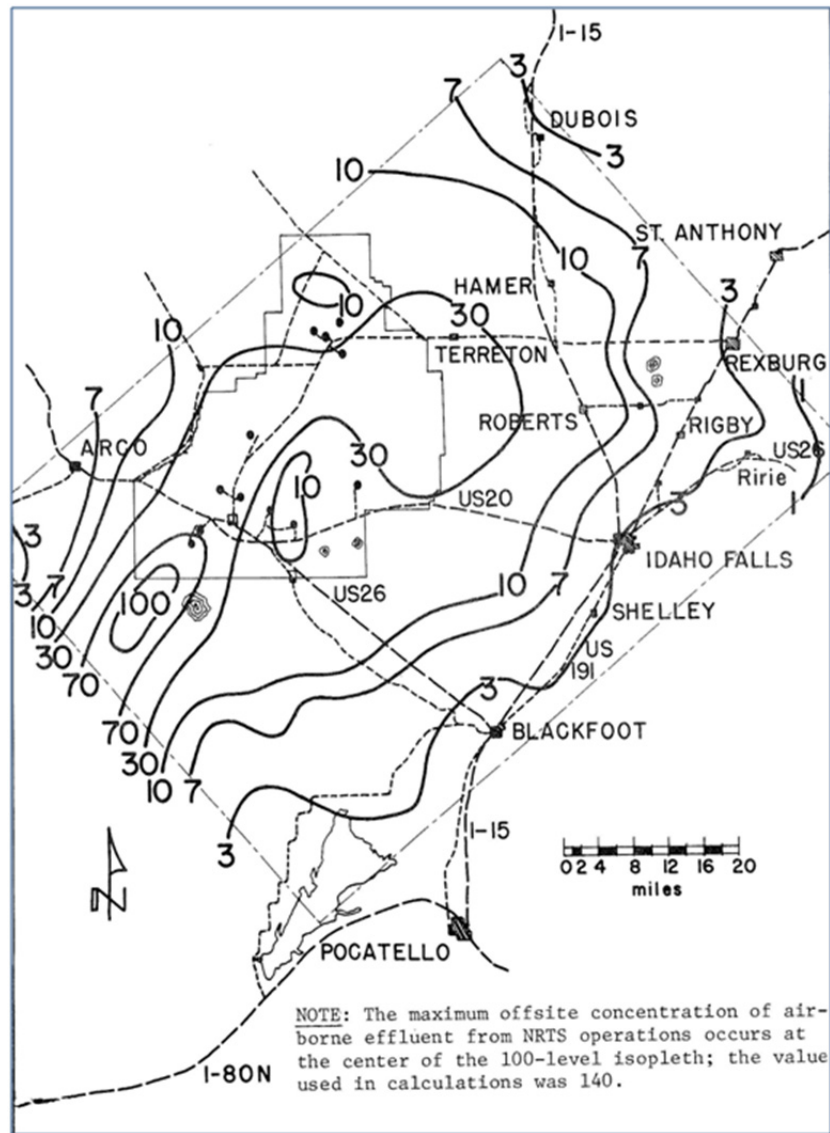 I-15
3
7
DUBOIS
3
10
ST. ANTHONY
7
10
HAMER
3
10
30
10
TERRETON
REXBURG
7
ROBERTS
RIGBY
1
ARCO
30
US26
10
Ririe
US20
3
1
3
IDAHO FALLS
3
7
100
US26
10
7
10
SHELLEY
30
US
191
70
3
70
BLACKFOOT
30
10
7
I-15
3
0 2 4 8 12 16 20
miles
N
POCATELLO
NOTE: The maximum offsite concentration of air-
borne effluent from NRTS operations occurs at
the center of the 100-level isopleth; the value
used in calculations was 140.
I-80N